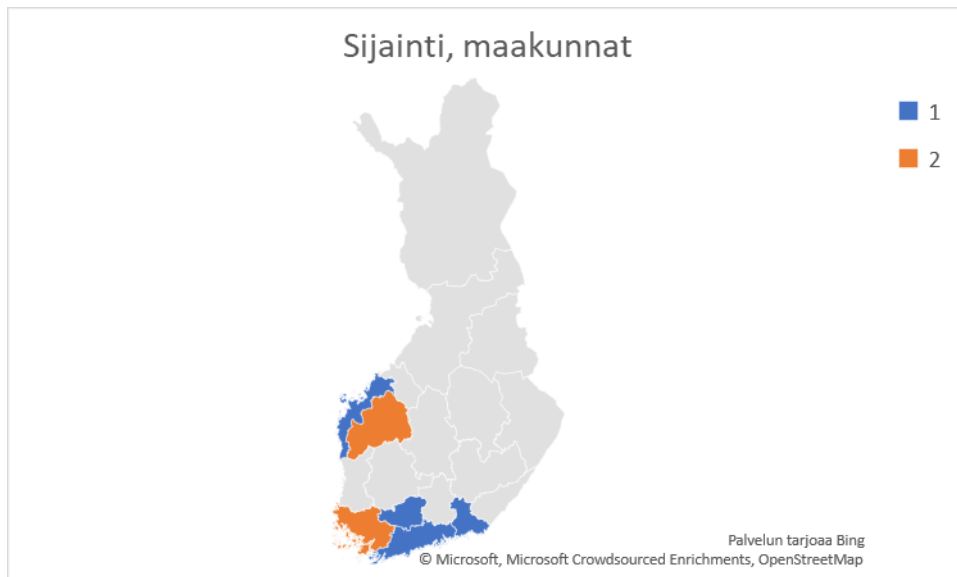 Sijainti, maakunnat
1
2
Palvelun tarjoaa Bing
© Microsoft, Microsoft Crowdsourced Enrichments, OpenStreetMap